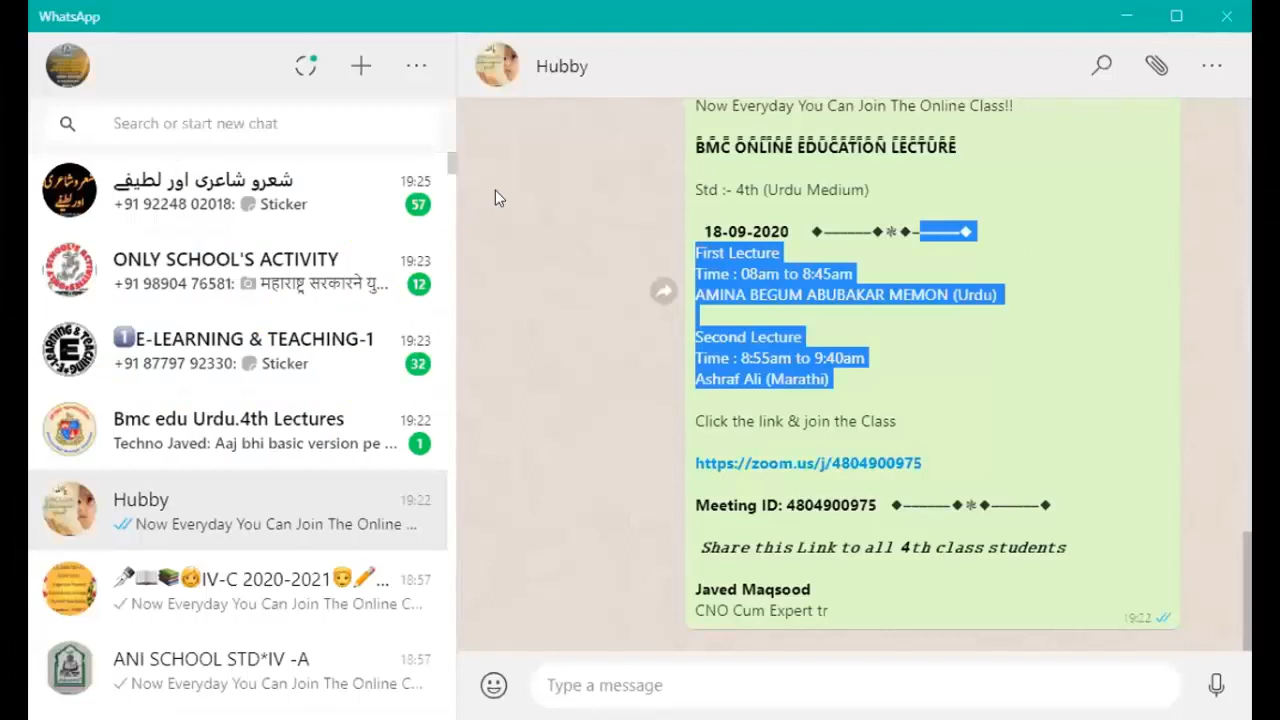 WhatsApp
Search or start new chat
شعرو شاعری اور لطیفے
19:25
+91 92248 02018: Sticker
57
ONLY SCHOOL'S ACTIVITY
19:23
+91 98904 76581: महाराष्ट्र सरकारने यु...
12
1E-LEARNING & TEACHING-1
19:23
+91 87797 92330: Sticker
32
Bmc edu Urdu.4th Lectures
19:22
Techno Javed: Aaj bhi basic version pe ...
1
Hubby
19:22
Now Everyday You Can Join The Online ...
IV-C 2020-2021 ...
18:57
Now Everyday You Can Join The Online C...
ANI SCHOOL STD*IV -A
18:57
Now Everyday You Can Join The Online C...
Hubby
Now Everyday You Can Join The Online Class!!
BMC ONLINE EDUCATION LECTURE
Std :- 4th (Urdu Medium)
18-09-2020 ◆————◆❃◆————◆
First Lecture
Time : 08am to 8:45am
AMINA BEGUM ABUBAKAR MEMON (Urdu)
Second Lecture
Time : 8:55am to 9:40am
Ashraf Ali (Marathi)
Click the link & join the Class
https://zoom.us/j/4804900975
Meeting ID: 4804900975 ◆————◆❃◆————◆
Share this Link to all 4th class students
Javed Maqsood
CNO Cum Expert tr
19:22
Type a message